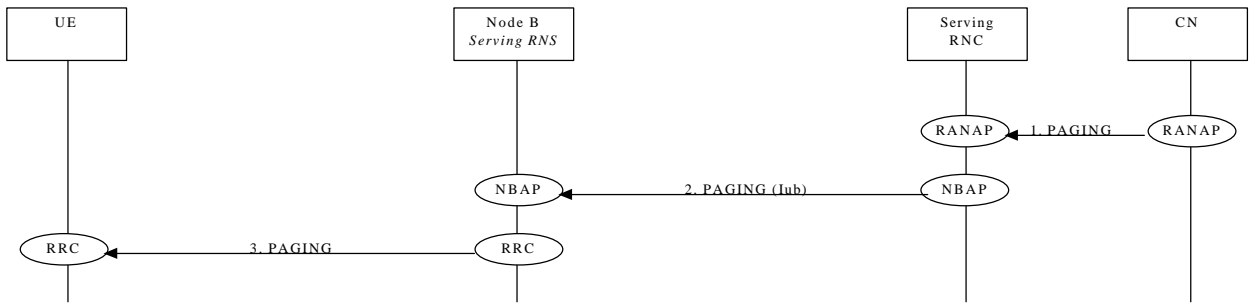 UE
Node B
Serving RNS
Serving
RNC
CN
RANAP
1. PAGING
RANAP
NBAP
2. PAGING (Iub)
NBAP
RRC
3. PAGING
RRC